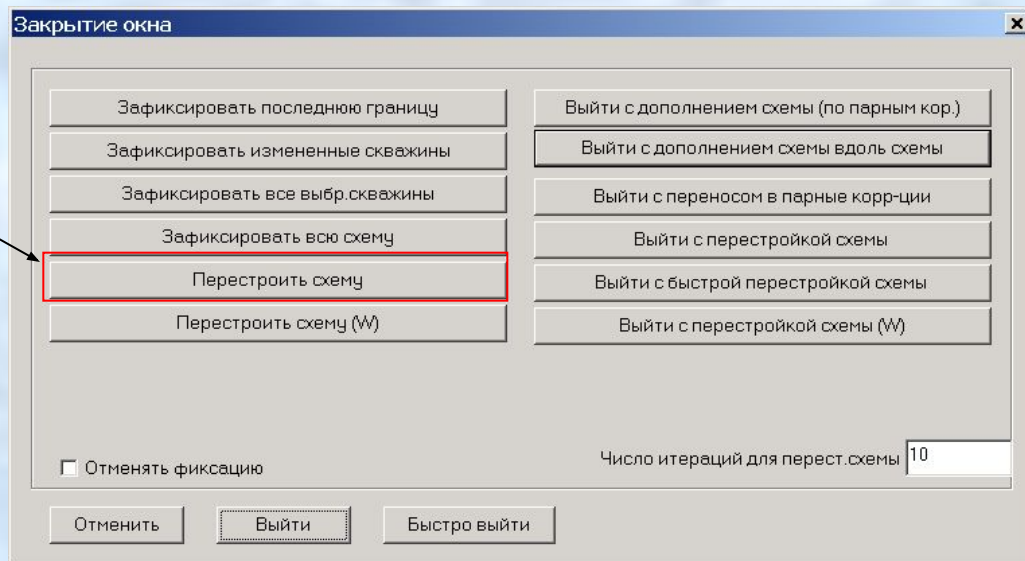 Закрытие окна
Зафиксировать последнюю границу
Зафиксировать измененные скважины
Зафиксировать все выбр.скважины
Зафиксировать всю схему
Перестроить схему
Перестроить схему (W)
Выйти с дополнением схемы (по парным кор.)
Выйти с дополнением схемы вдоль схемы
Выйти с переносом в парные корр-ции
Выйти с перестройкой схемы
Выйти с быстрой перестройкой схемы
Выйти с перестройкой схемы (W)
Отменять фиксацию
Число итераций для перест.схемы 10
Отменить Выйти Быстро выйти